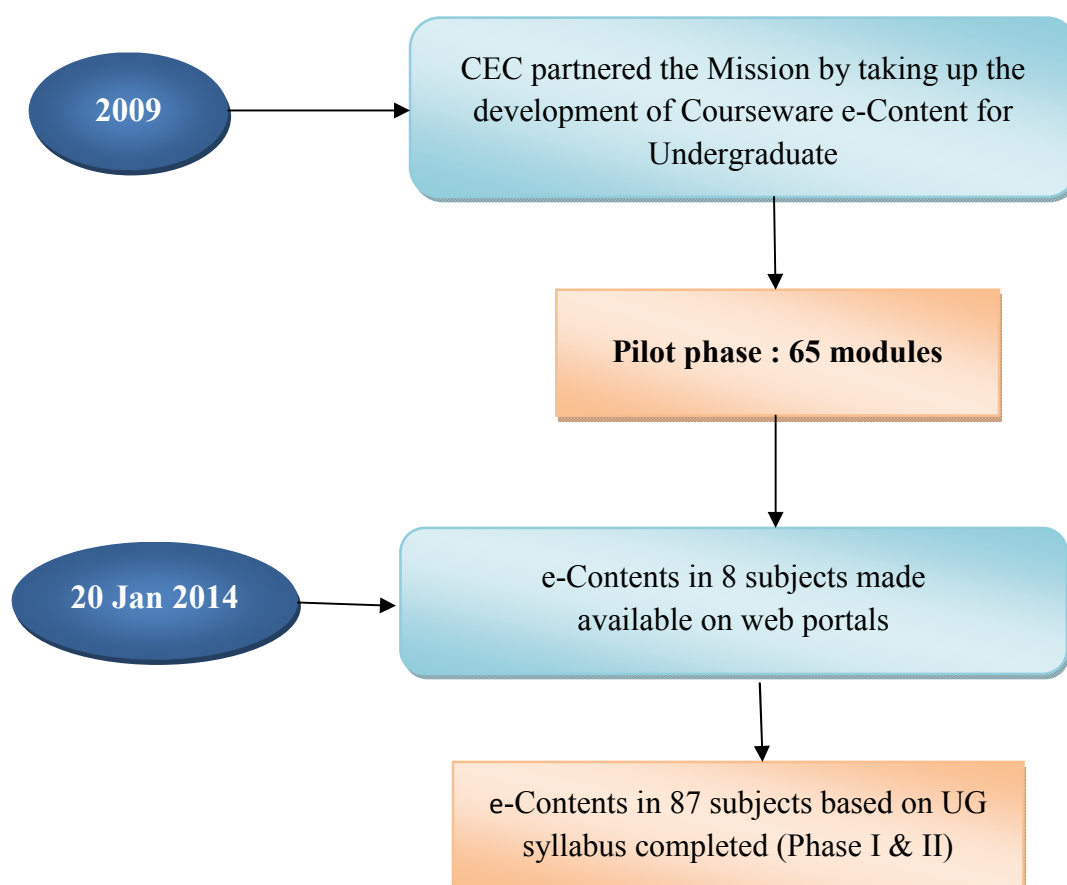 2009
CEC partnered the Mission by taking up the
development of Courseware e-Content for
Undergraduate
Pilot phase : 65 modules
20 Jan 2014
e-Contents in 8 subjects made
available on web portals
e-Contents in 87 subjects based on UG
syllabus completed (Phase I & II)